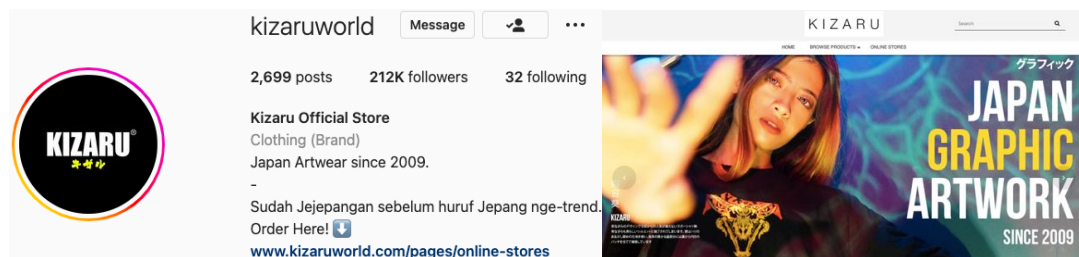 kizaruworld
Message
2,699 posts 212K followers 32 following
KIZARU®
キザル
Kizaru Official Store
Clothing (Brand)
Japan Artwear since 2009.
-
Sudah Jejepangan sebelum huruf Jepang nge-trend.
Order Here! ⬇️
www.kizaruworld.com/pages/online-stores
KIZARU
Search
HOME BROWSE PRODUCTS ONLINE STORES
グラフィック
JAPAN
GRAPHIC
ARTWORK
SINCE 2009
KIZARU